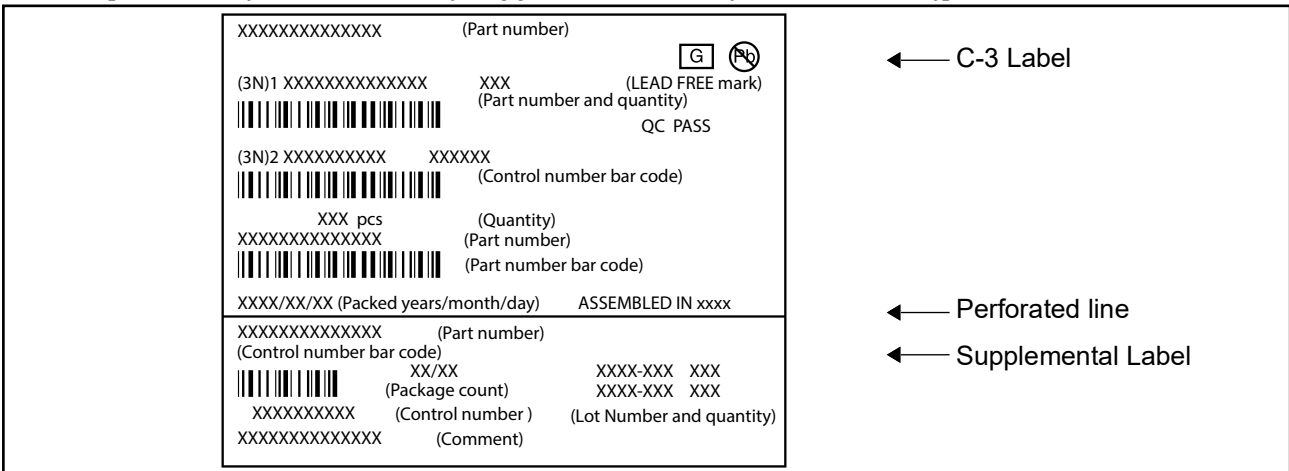 XXXXXXXXXXXXXX (Part number)
G Pb
C-3 Label
(3N)1 XXXXXXXXXXXXXX XXX (LEAD FREE mark)
(Part number and quantity)
QC PASS
(3N)2 XXXXXXXXXX XXXXXX
(Control number bar code)
XXX pcs (Quantity)
XXXXXXXXXXXXXX (Part number)
(Part number bar code)
XXXX/XX/XX (Packed years/month/day) ASSEMBLED IN xxxx
Perforated line
XXXXXXXXXXXXXX (Part number)
(Control number bar code)
Supplemental Label
XX/XX XXXX-XXX XXX
(Package count) XXXX-XXX XXX
XXXXXXXXXX (Control number ) (Lot Number and quantity)
XXXXXXXXXXXXXX (Comment)